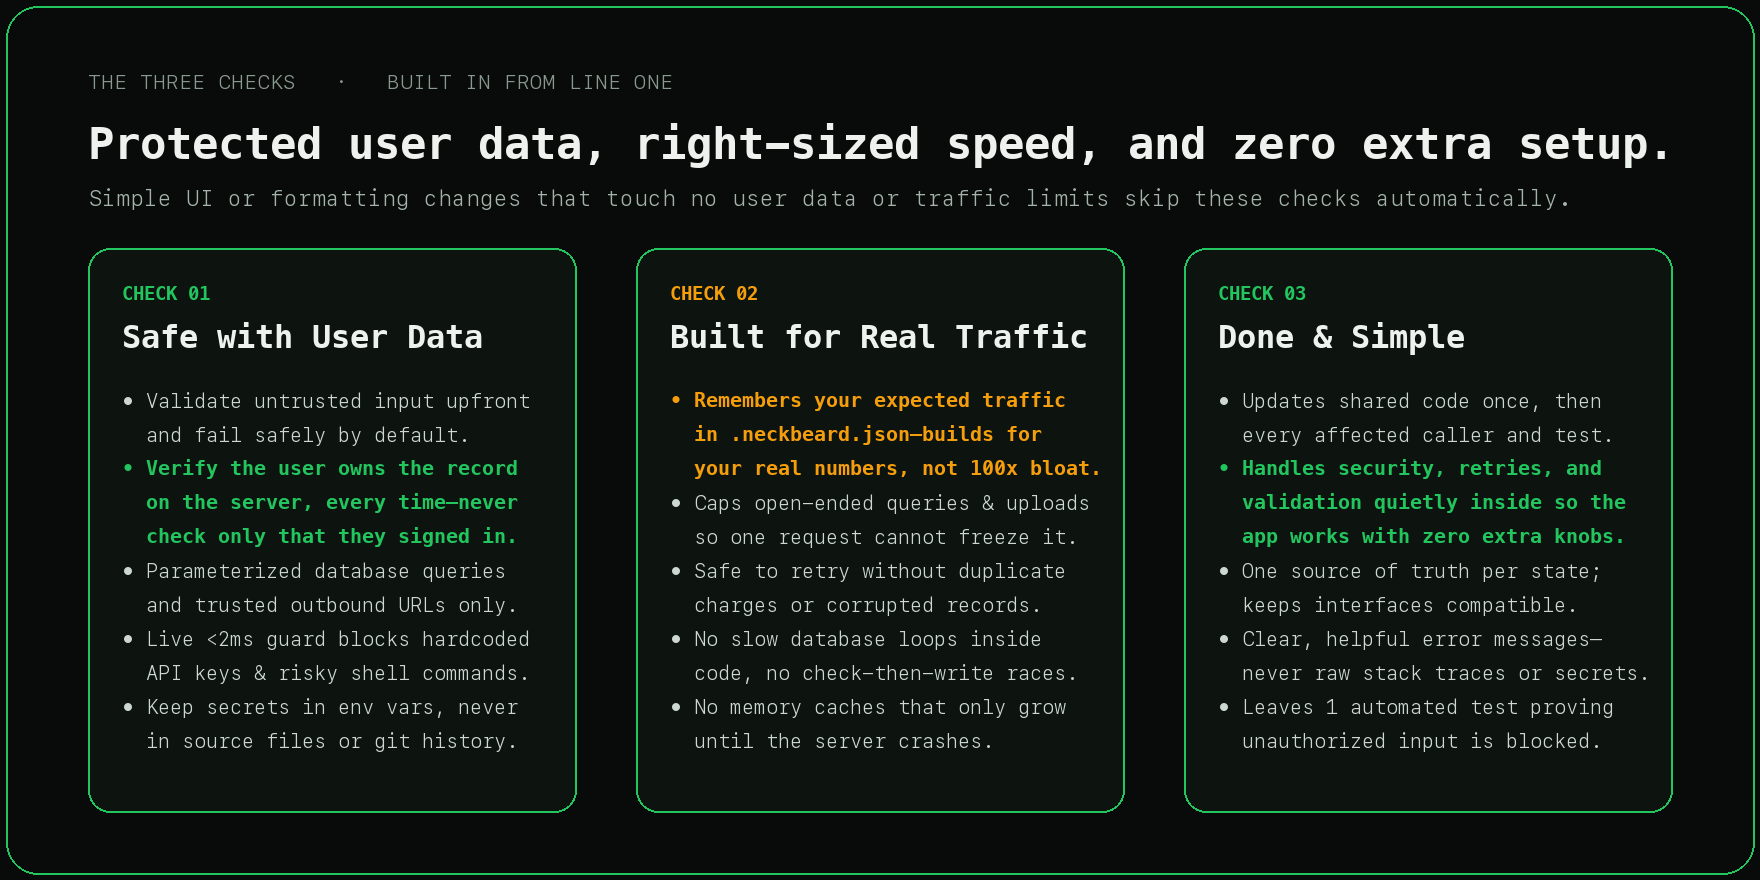 THE THREE CHECKS · BUILT IN FROM LINE ONE
Protected user data, right-sized speed, and zero extra setup.
Simple UI or formatting changes that touch no user data or traffic limits skip these checks automatically.
CHECK 01
Safe with User Data
• Validate untrusted input upfront
and fail safely by default.
• Verify the user owns the record
on the server, every time—never
check only that they signed in.
• Parameterized database queries
and trusted outbound URLs only.
• Live <2ms guard blocks hardcoded
API keys & risky shell commands.
• Keep secrets in env vars, never
in source files or git history.
CHECK 02
Built for Real Traffic
• Remembers your expected traffic
in .neckbeard.json—builds for
your real numbers, not 100x bloat.
• Caps open-ended queries & uploads
so one request cannot freeze it.
• Safe to retry without duplicate
charges or corrupted records.
• No slow database loops inside
code, no check-then-write races.
• No memory caches that only grow
until the server crashes.
CHECK 03
Done & Simple
• Updates shared code once, then
every affected caller and test.
• Handles security, retries, and
validation quietly inside so the
app works with zero extra knobs.
• One source of truth per state;
keeps interfaces compatible.
• Clear, helpful error messages—
never raw stack traces or secrets.
• Leaves 1 automated test proving
unauthorized input is blocked.